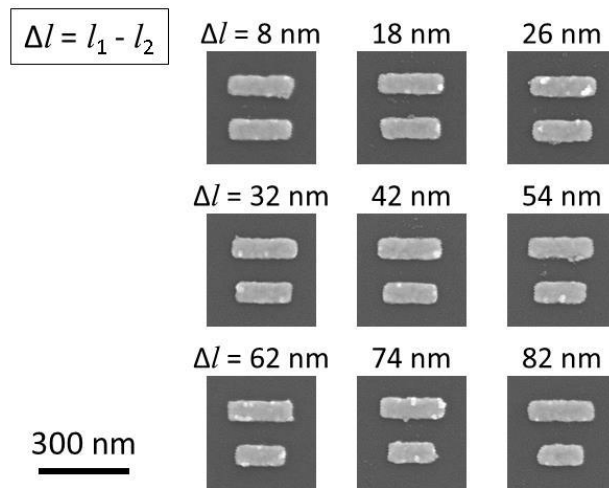 Δl = l₁ - l₂
Δl = 8 nm 18 nm 26 nm
Δl = 32 nm 42 nm 54 nm
Δl = 62 nm 74 nm 82 nm
300 nm